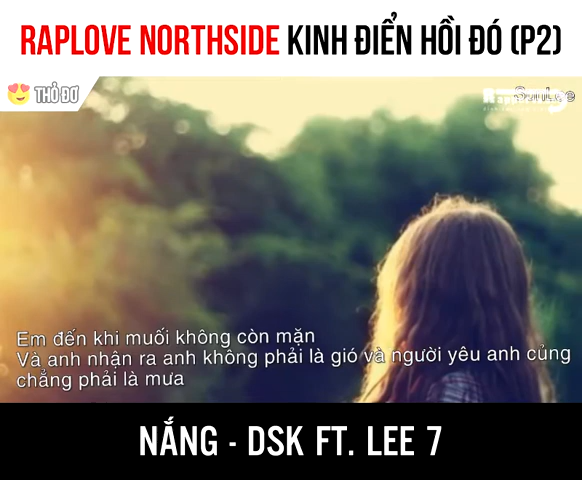 RAPLOVE NORTHSIDE KINH ĐIỂN HỒI ĐÓ (P2)
THỎ ĐƠ
Em đến khi muối không còn mặn
Và anh nhận ra anh không phải là gió và người yêu anh củng
chẳng phải là mưa
NẮNG - DSK FT. LEE 7